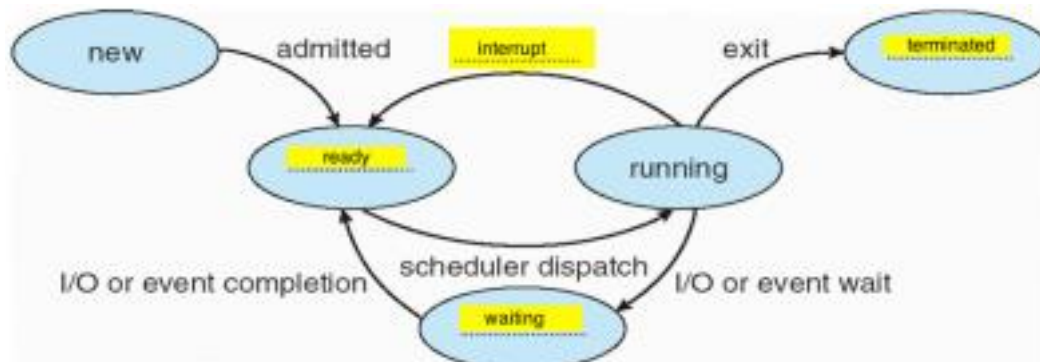 new
admitted
interrupt
exit
terminated
ready
running
I/O or event completion
scheduler dispatch
I/O or event wait
waiting